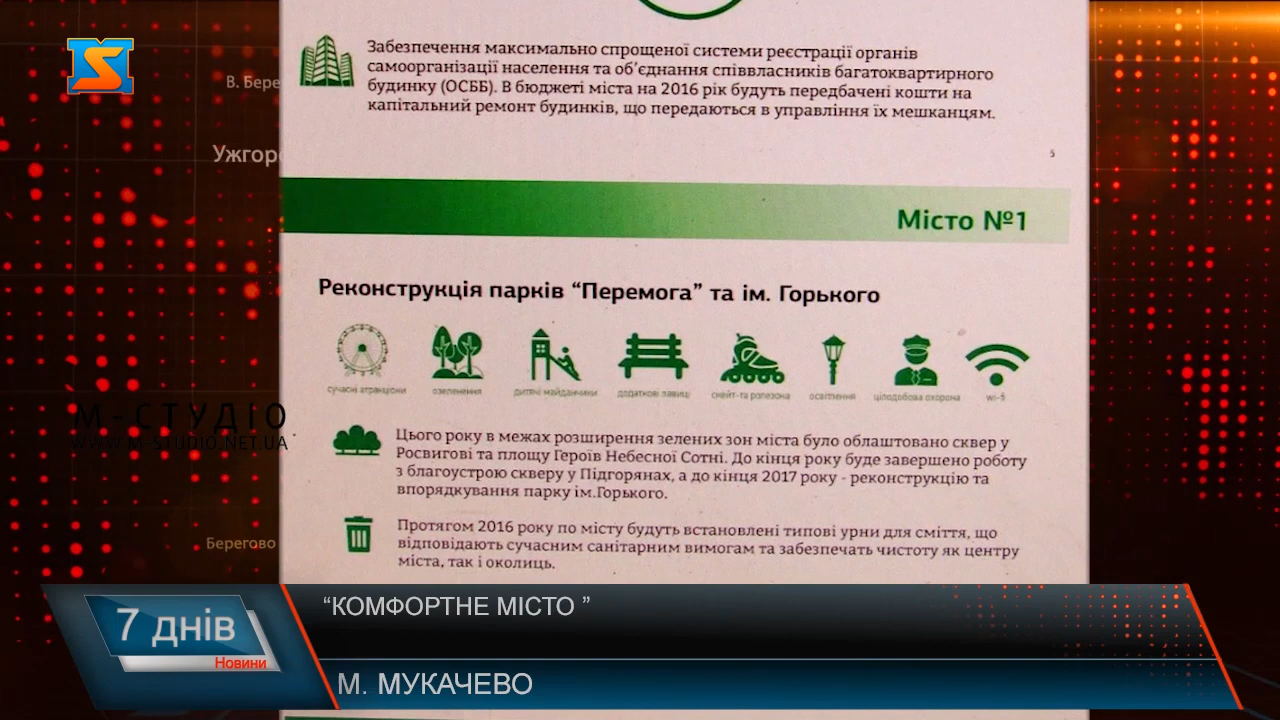 Забезпечення максимально спрощеної системи реєстрації органів
самоорганізації населення та об'єднання співвласників багатоквартирного
будинку (ОСББ). В бюджеті міста на 2016 рік будуть передбачені кошти на
капітальний ремонт будинків, що передаються в управління їх мешканцям.
В. Бере
Ужгоро
5
Місто №1
Реконструкція парків “Перемога” та ім. Горького
сучасні атракціони
озеленення
дитячі майданчики
додаткові лавиці
скейт-та ролезона
освітлення
цілодобова охорона
wi-fi
М-СТУДІО
WWW.M-STUDIO.NET.UA
Цього року в межах розширення зелених зон міста було облаштовано сквер у
Росвигові та площу Героїв Небесної Сотні. До кінця року буде завершено роботу
з благоустрою скверу у Підгорянах, а до кінця 2017 року - реконструкцію та
впорядкування парку ім.Горького.
Протягом 2016 року по місту будуть встановлені типові урни для сміття, що
відповідають сучасним санітарним вимогам та забезпечать чистоту як центру
міста, так і околиць.
Берегово
7 днів
Новини
“КОМФОРТНЕ МІСТО ”
М. МУКАЧЕВО